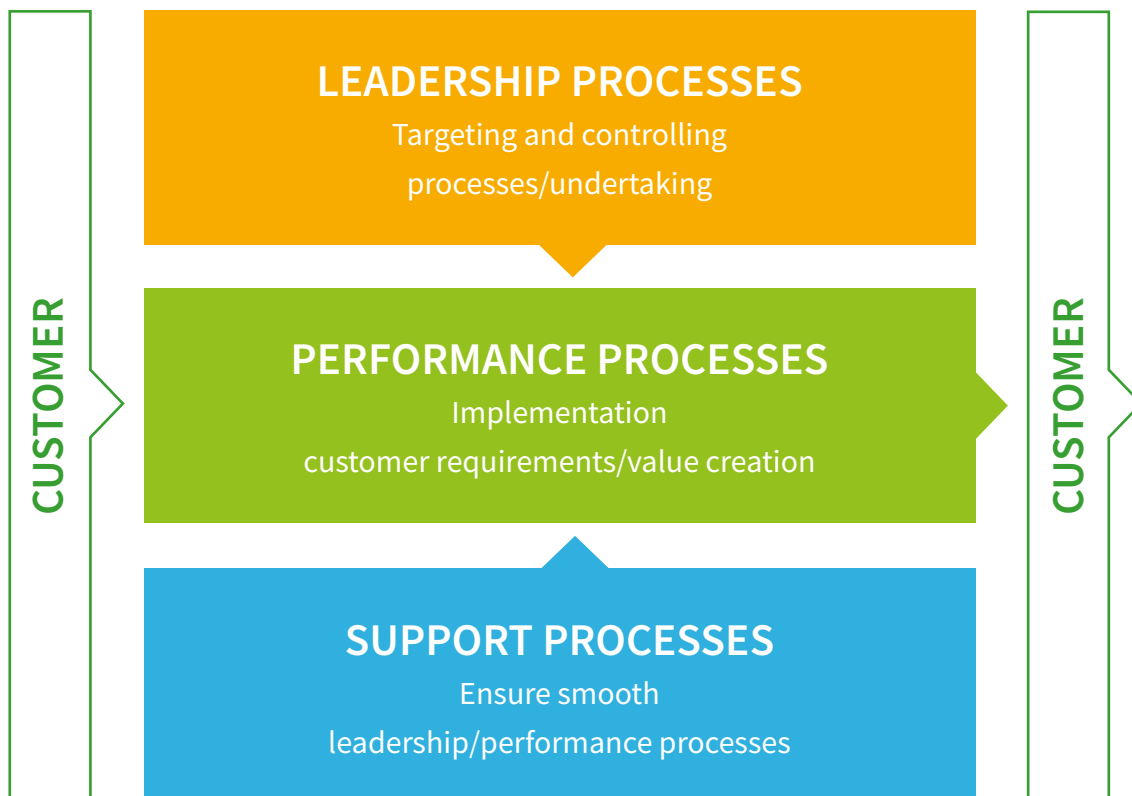 CUSTOMER
LEADERSHIP PROCESSES
Targeting and controlling
processes/undertaking
PERFORMANCE PROCESSES
Implementation
customer requirements/value creation
SUPPORT PROCESSES
Ensure smooth
leadership/performance processes
CUSTOMER